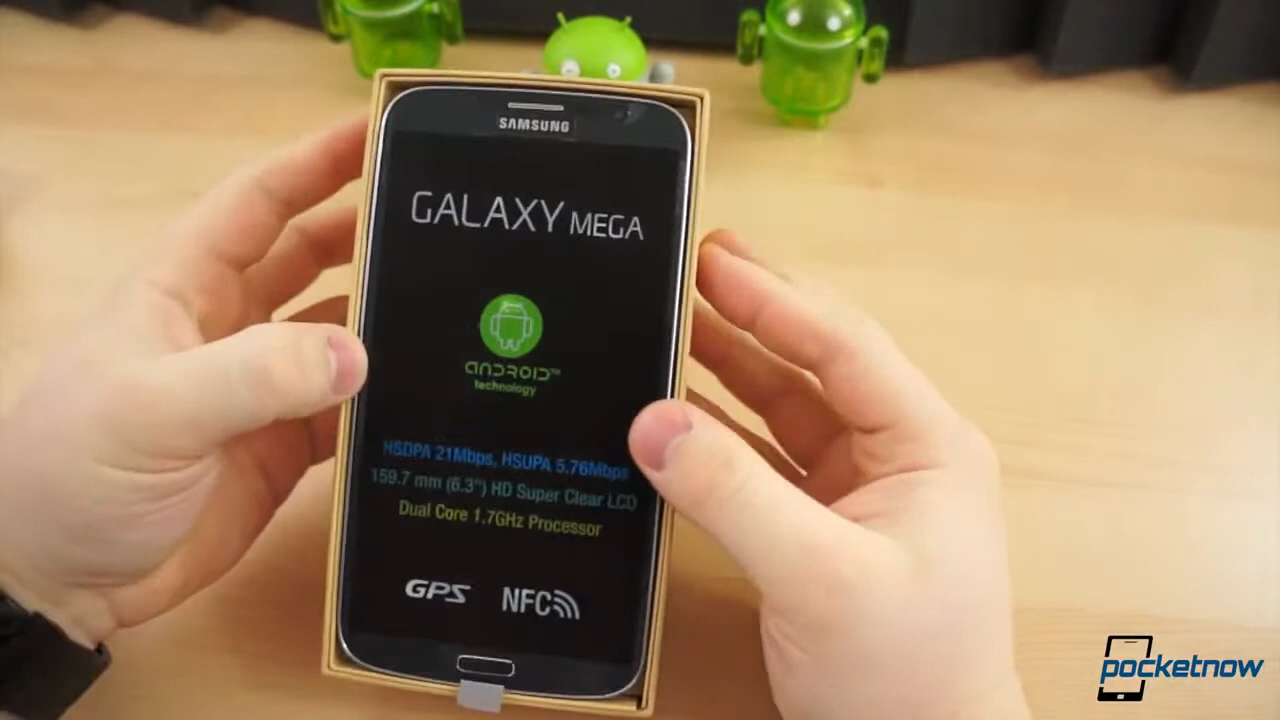 SAMSUNG
GALAXY MEGA
ANDROID™
technology
HSDPA 21Mbps, HSUPA 5.76Mbps
159.7 mm (6.3") HD Super Clear LCD
Dual Core 1.7GHz Processor
GPS NFC
pocketnow